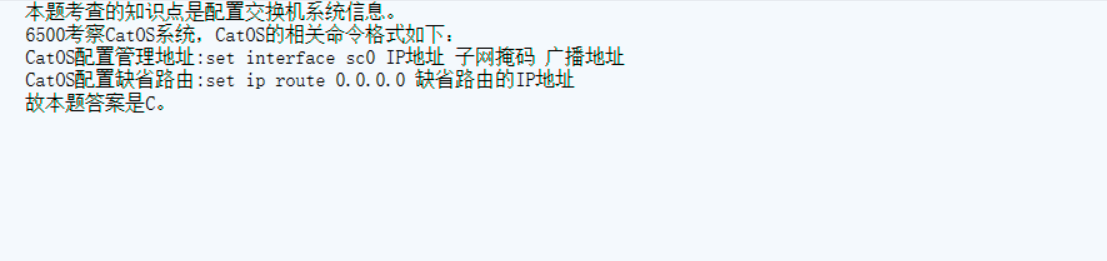 本题考查的知识点是配置交换机系统信息。
6500考察CatOS系统，CatOS的相关命令格式如下：
CatOS配置管理地址:set interface sc0 IP地址 子网掩码 广播地址
CatOS配置缺省路由:set ip route 0.0.0.0 缺省路由的IP地址
故本题答案是C。